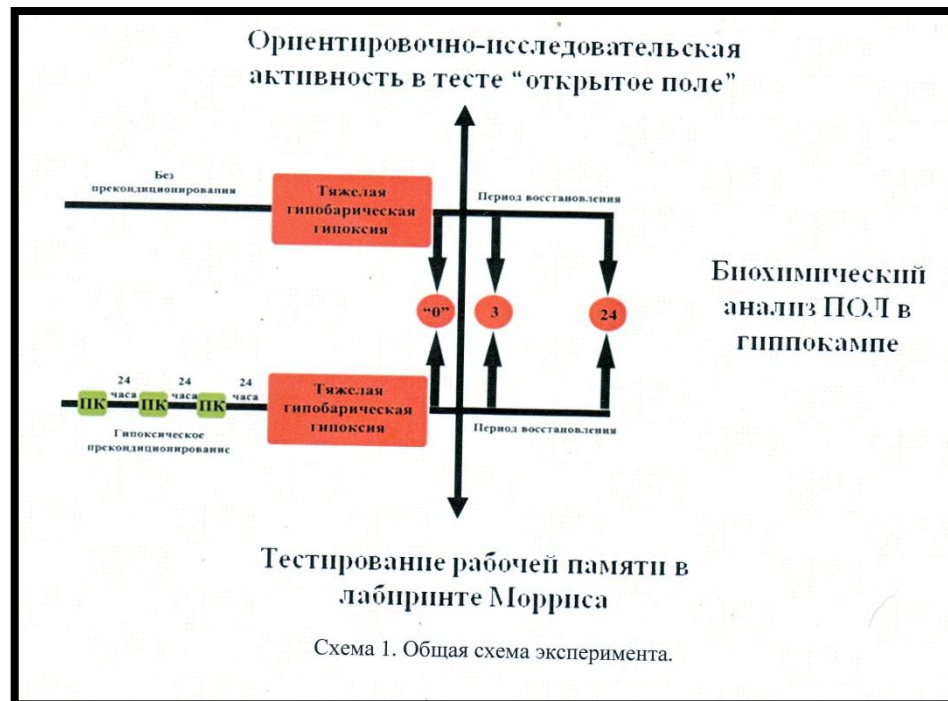 Ориентировочно-исследовательская
активность в тесте “открытое поле”
Без
прекондиционирования
Тяжелая
гипобарическая
гипоксия
Период восстановления
“0”
3
24
Биохимический
анализ ПОЛ в
гиппокампе
24
часа
24
часа
24
часа
ПК
ПК
ПК
Гипоксическое
прекондиционирование
Тяжелая
гипобарическая
гипоксия
Период восстановления
Тестирование рабочей памяти в
лабиринте Морриса
Схема 1. Общая схема эксперимента.